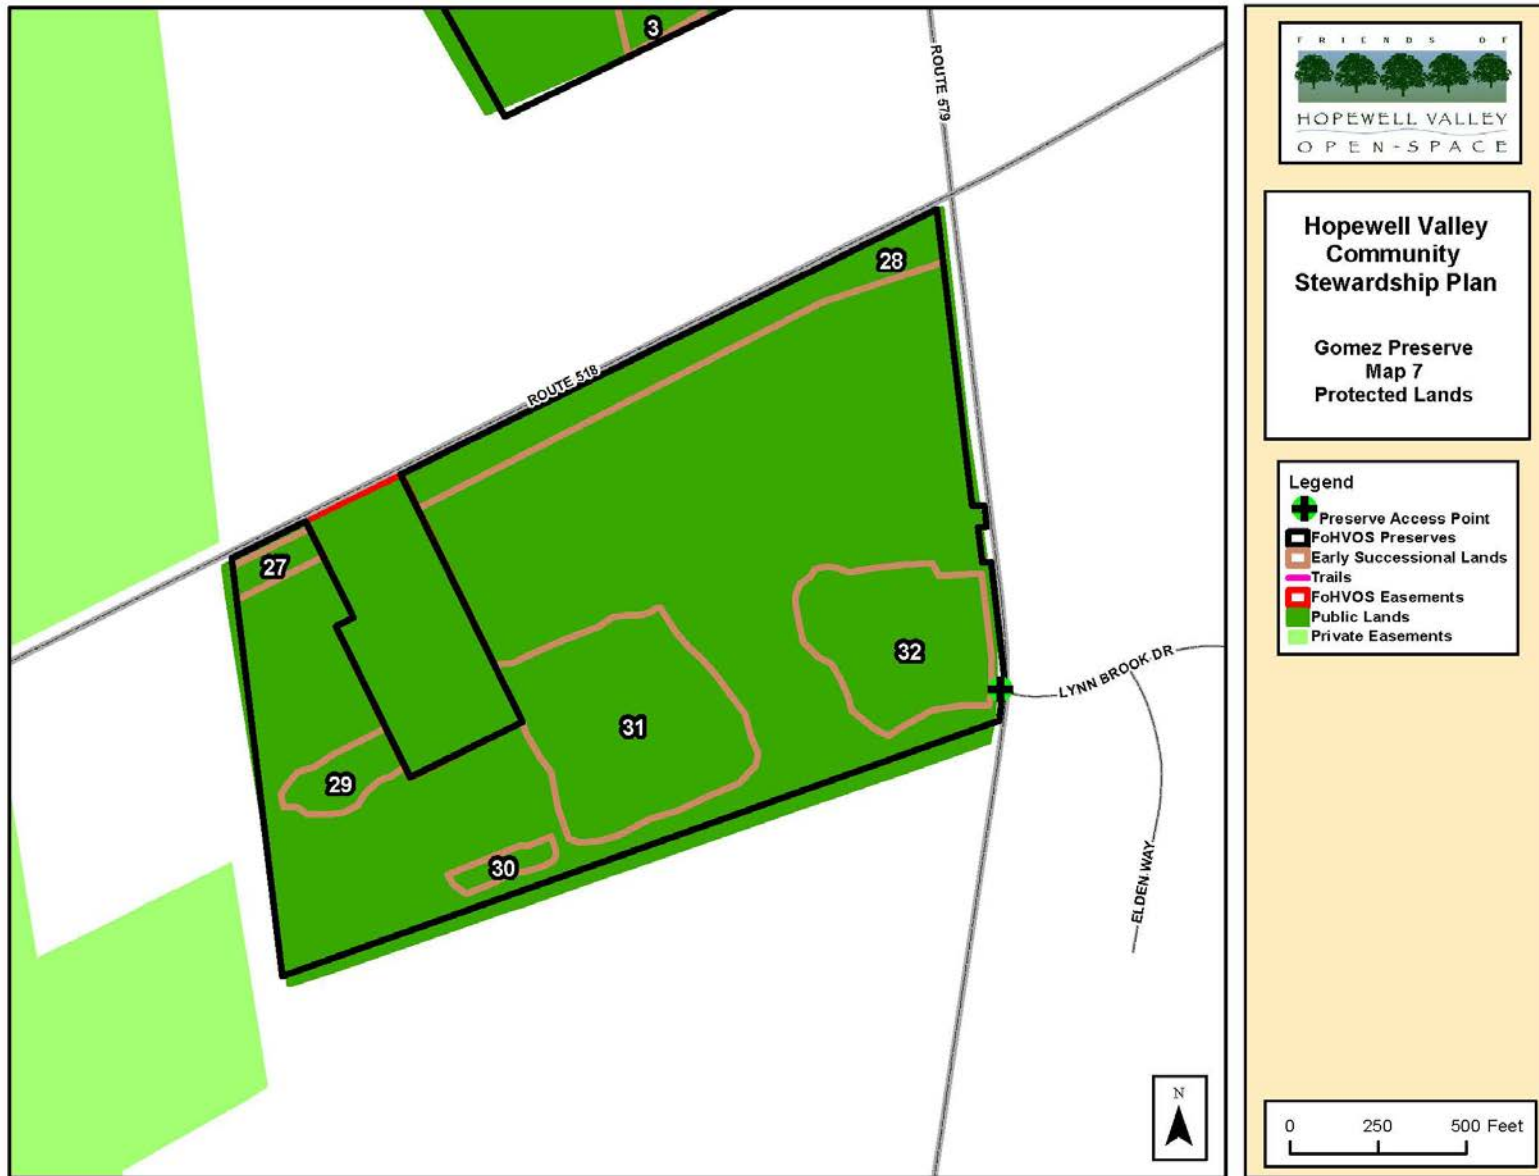 3
ROUTE 579
28
ROUTE 518
27
32
LYNN BROOK DR
31
29
30
ELDEN WAY
N
FRIENDS OF
HOPEWELL VALLEY
OPEN-SPACE
Hopewell Valley
Community
Stewardship Plan
Gomez Preserve
Map 7
Protected Lands
Legend
Preserve Access Point
FoHVOS Preserves
Early Successional Lands
Trails
FoHVOS Easements
Public Lands
Private Easements
0 250 500 Feet